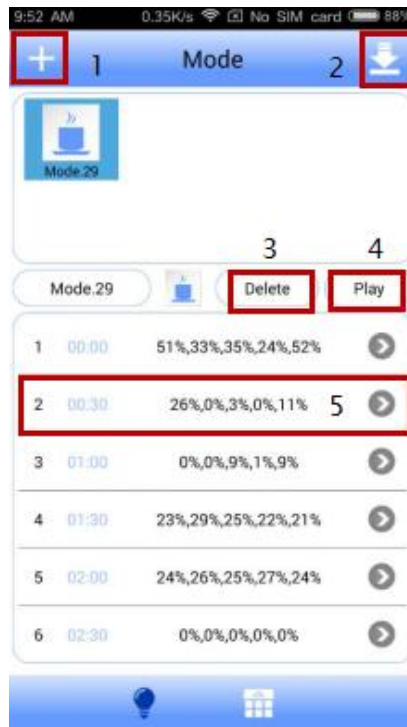 9:52 AM 0.35K/s No SIM card 88%
+ 1 Mode 2
Mode.29
3 4
Mode.29 Delete Play
1 00:00 51%,33%,35%,24%,52%
2 00:30 26%,0%,3%,0%,11% 5
3 01:00 0%,0%,9%,1%,9%
4 01:30 23%,29%,25%,22%,21%
5 02:00 24%,26%,25%,27%,24%
6 02:30 0%,0%,0%,0%,0%